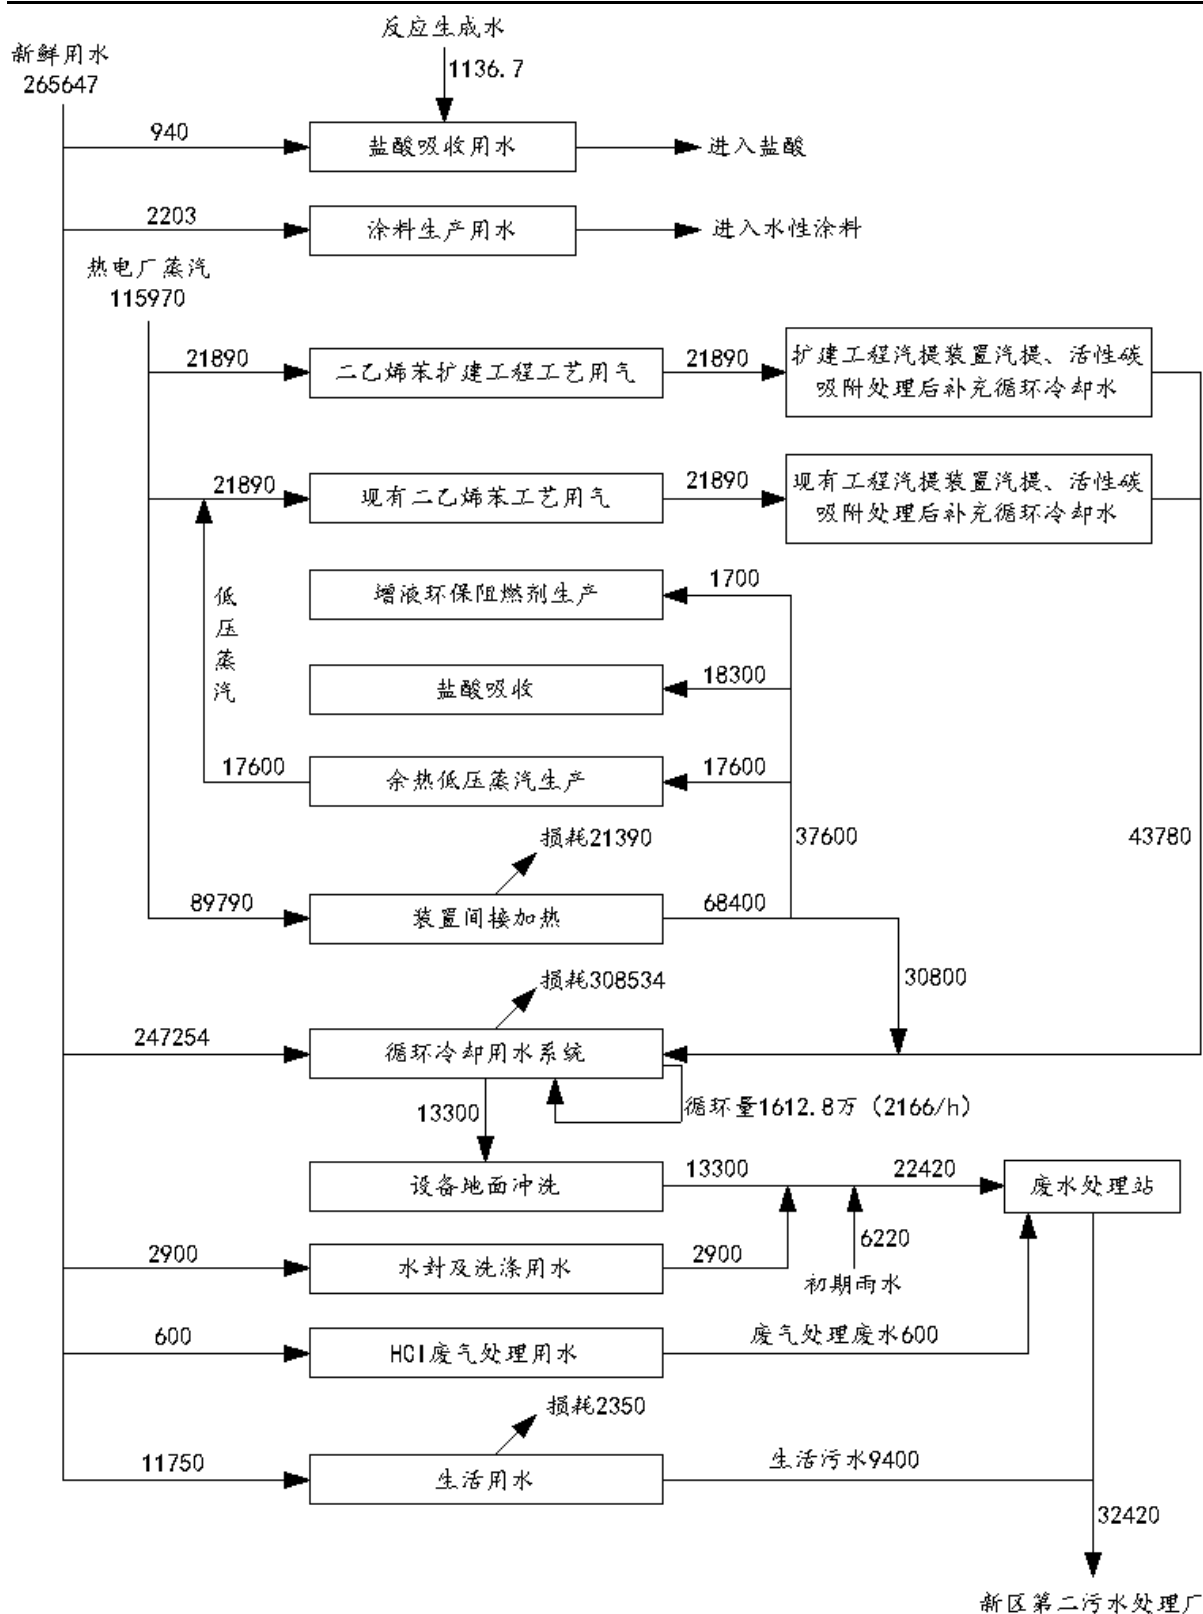 反应生成水
新鲜用水
265647
1136.7
940
盐酸吸收用水
进入盐酸
2203
涂料生产用水
进入水性涂料
热电厂蒸汽
115970
21890
二乙烯苯扩建工程工艺用气
21890
扩建工程汽提装置汽提、活性碳
吸附处理后补充循环冷却水
21890
现有二乙烯苯工艺用气
21890
现有工程汽提装置汽提、活性碳
吸附处理后补充循环冷却水
低压蒸汽
增液环保阻燃剂生产
1700
盐酸吸收
18300
17600
余热低压蒸汽生产
17600
37600
43780
损耗21390
89790
装置间接加热
68400
30800
损耗308534
247254
循环冷却用水系统
13300
循环量1612.8万（2166/h）
设备地面冲洗
13300
22420
废水处理站
6220
初期雨水
2900
水封及洗涤用水
2900
600
HCl废气处理用水
废气处理废水600
损耗2350
11750
生活用水
生活污水9400
32420
新区第二污水处理厂